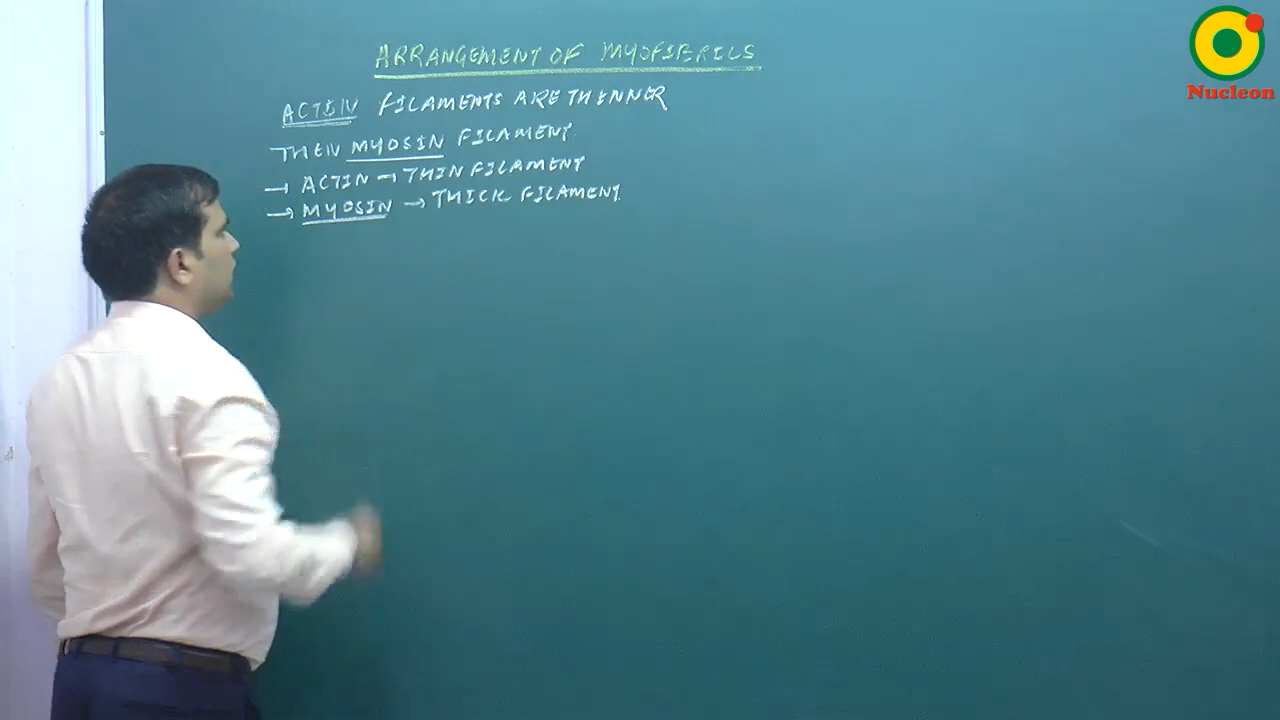 ARRANGEMENT OF MYOFIBRILS
ACTIN FILAMENTS ARE THINNER
THEN MYOSIN FILAMENT.
→ ACTIN → THIN FILAMENT
→ MYOSIN → THICK FILAMENT.
Nucleon